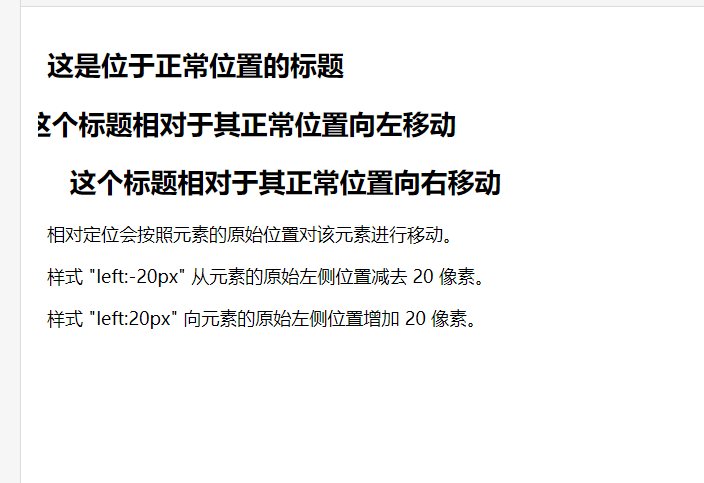 这是位于正常位置的标题
这个标题相对于其正常位置向左移动
这个标题相对于其正常位置向右移动
相对定位会按照元素的原始位置对该元素进行移动。
样式 "left:-20px" 从元素的原始左侧位置减去 20 像素。
样式 "left:20px" 向元素的原始左侧位置增加 20 像素。